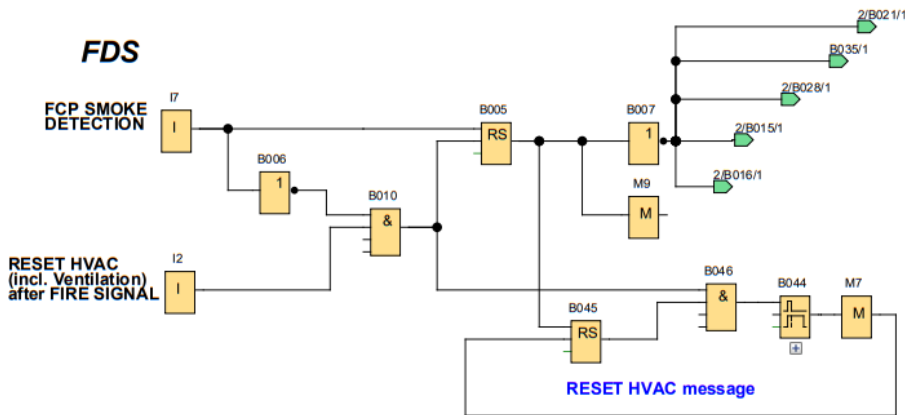 2/B021/1
FDS
B035/1
FCP SMOKE
DETECTION
I7
I
2/B028/1
B005
RS
B007
1
2/B015/1
B006
1
M9
M
2/B016/1
B010
&
RESET HVAC
(incl. Ventilation)
after FIRE SIGNAL
I2
I
B046
&
B044
M7
M
B045
RS
RESET HVAC message